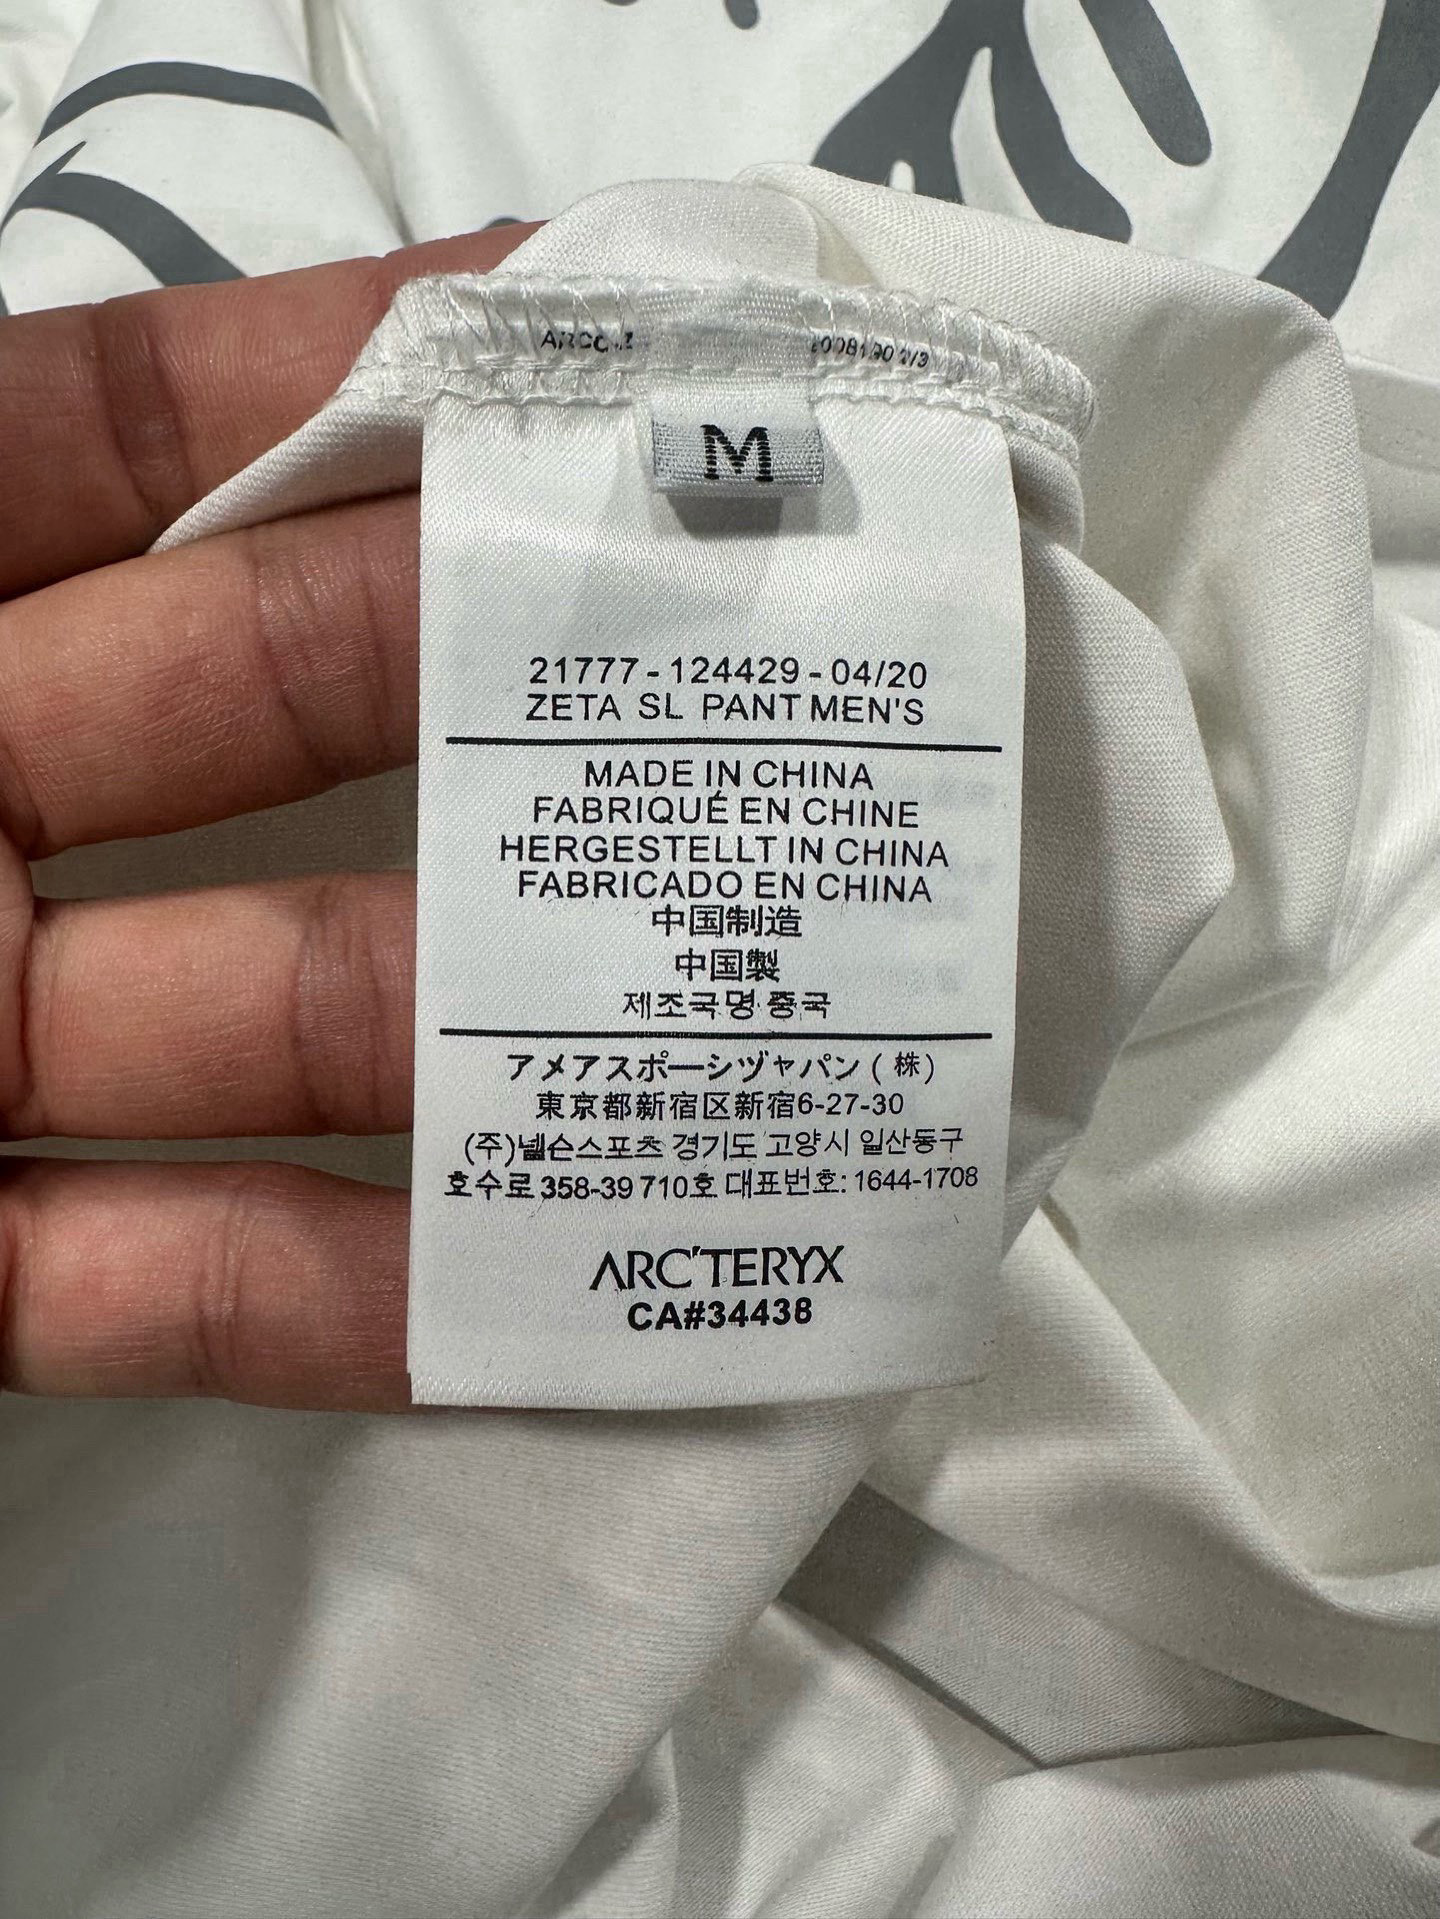 M
21777-124429-04/20
ZETA SL PANT MEN'S
MADE IN CHINA
FABRIQUÉ EN CHINE
HERGESTELLT IN CHINA
FABRICADO EN CHINA
中国制造
中国製
제조국명 중국
アメアスポーシヅャパン (株)
東京都新宿区新宿6-27-30
(주)넬슨스포츠 경기도 고양시 일산동구
호수로 358-39 710호 대표번호: 1644-1708
ARC'TERYX
CA#34438